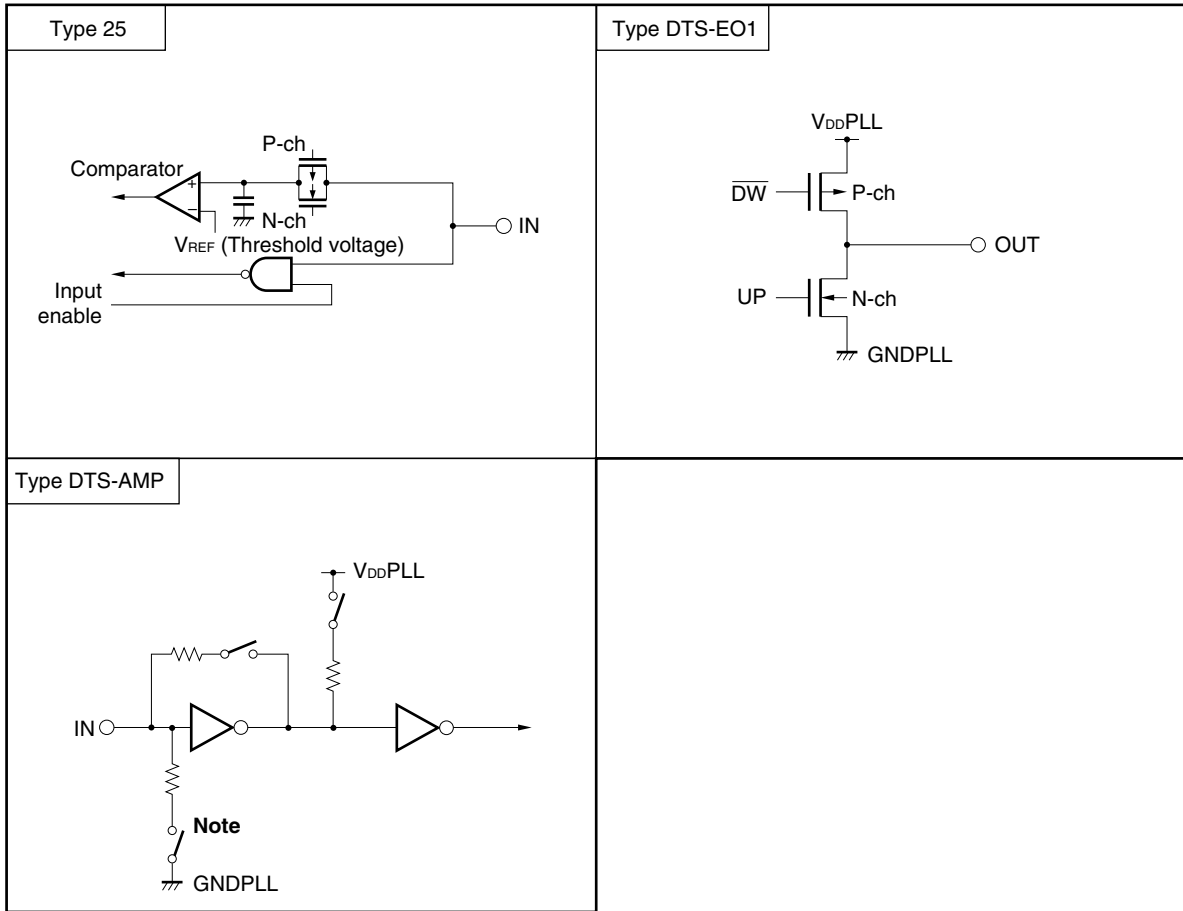 Type 25
P-ch
Comparator
+
−
N-ch
VREF (Threshold voltage)
IN
Input
enable
Type DTS-EO1
VDDPLL
DW
P-ch
OUT
UP
N-ch
GNDPLL
Type DTS-AMP
VDDPLL
IN
Note
GNDPLL